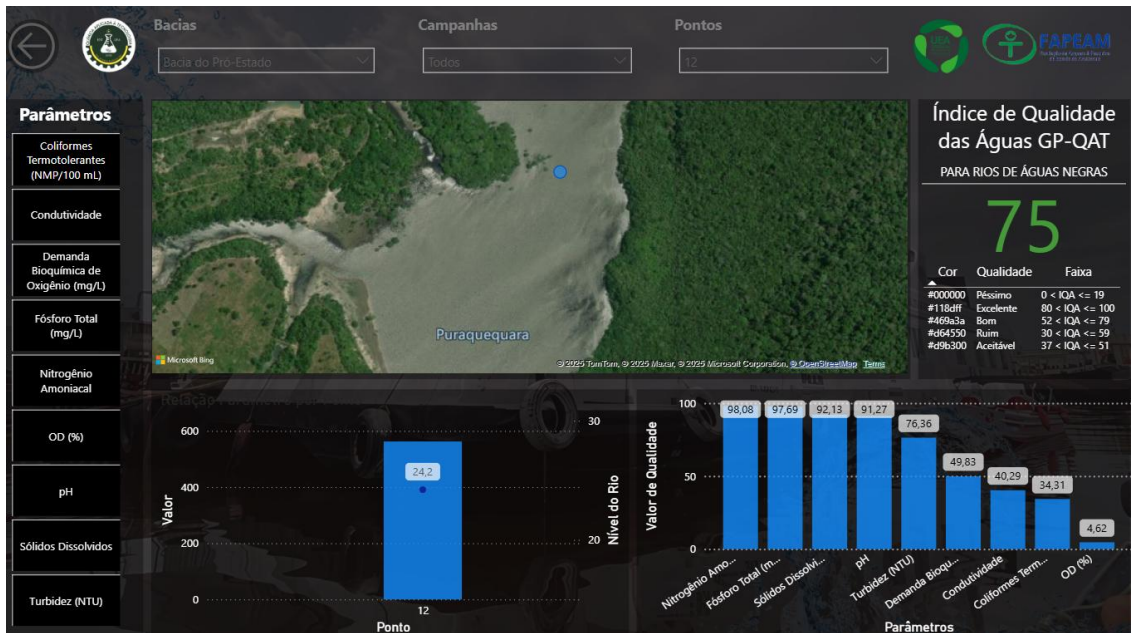 Bacias
Campanhas
Pontos
Bacia do Pró-Estado
Todos
12
UEA
FAPEAM
Parâmetros
Coliformes
Termotolerantes
(NMP/100 mL)
Condutividade
Demanda
Bioquímica de
Oxigênio (mg/L)
Fósforo Total
(mg/L)
Nitrogênio
Amoniacal
OD (%)
pH
Sólidos Dissolvidos
Turbidez (NTU)
Puraquequara
Microsoft Bing
© 2025 TomTom, © 2025 Maxar, © 2025 Microsoft Corporation, © OpenStreetMap Terms
Índice de Qualidade
das Águas GP-QAT
PARA RIOS DE ÁGUAS NEGRAS
75
Cor Qualidade Faixa
#000000 Péssimo 0 < IQA <= 19
#118dff Excelente 80 < IQA <= 100
#469a3a Bom 52 < IQA <= 79
#d64550 Ruim 30 < IQA <= 59
#d9b300 Aceitável 37 < IQA <= 51
Relação Parâmetro
Valor
600
400
200
0
24,2
30
20
Nível do Rio
12
Ponto
Valor de Qualidade
100
50
0
98,08
97,69
92,13
91,27
76,36
49,83
40,29
34,31
4,62
Nitrogênio Amo...
Fósforo Total (m...
Sólidos Dissolvi...
pH
Turbidez (NTU)
Demanda Bioqu...
Condutividade
Coliformes Term...
OD (%)
Parâmetros